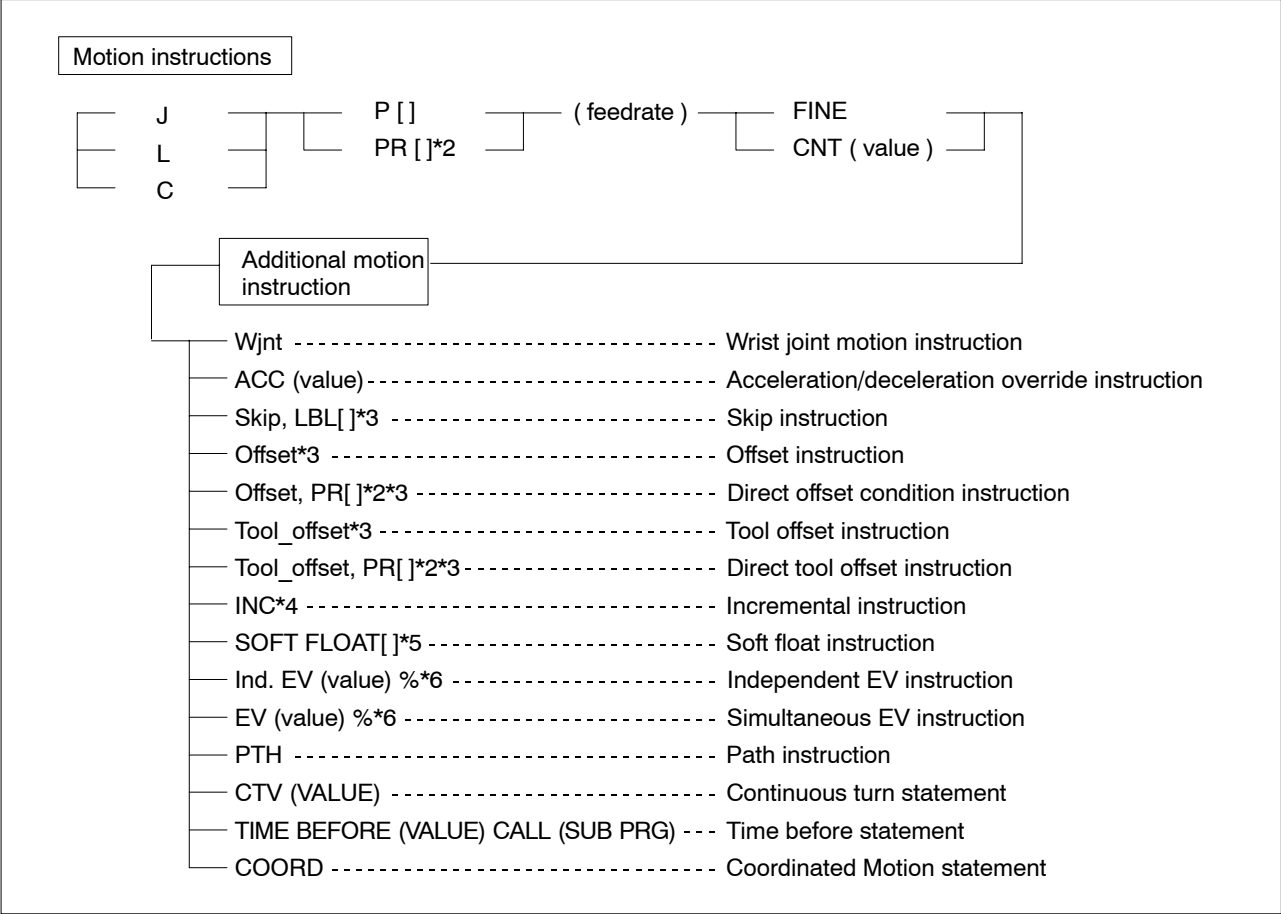 Motion instructions
J P [ ] ( feedrate ) FINE
L PR [ ]*2 CNT ( value )
C
Additional motion
instruction
Wjnt Wrist joint motion instruction
ACC (value) Acceleration/deceleration override instruction
Skip, LBL[ ]*3 Skip instruction
Offset*3 Offset instruction
Offset, PR[ ]*2*3 Direct offset condition instruction
Tool_offset*3 Tool offset instruction
Tool_offset, PR[ ]*2*3 Direct tool offset instruction
INC*4 Incremental instruction
SOFT FLOAT[ ]*5 Soft float instruction
Ind. EV (value) %*6 Independent EV instruction
EV (value) %*6 Simultaneous EV instruction
PTH Path instruction
CTV (VALUE) Continuous turn statement
TIME BEFORE (VALUE) CALL (SUB PRG) Time before statement
COORD Coordinated Motion statement